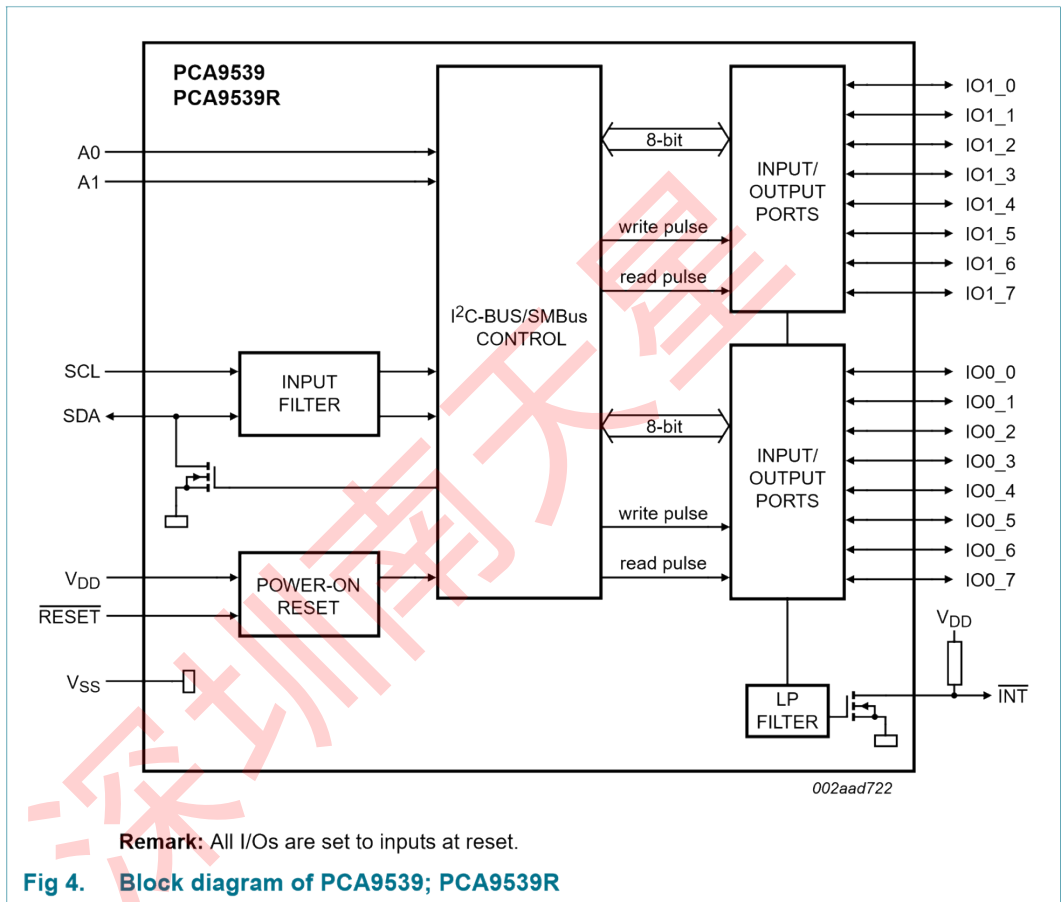 PCA9539
PCA9539R
A0
A1
SCL
SDA
V_DD
RESET
V_SS
INPUT
FILTER
POWER-ON
RESET
I²C-BUS/SMBus
CONTROL
8-bit
write pulse
read pulse
8-bit
write pulse
read pulse
INPUT/
OUTPUT
PORTS
INPUT/
OUTPUT
PORTS
LP
FILTER
IO1_0
IO1_1
IO1_2
IO1_3
IO1_4
IO1_5
IO1_6
IO1_7
IO0_0
IO0_1
IO0_2
IO0_3
IO0_4
IO0_5
IO0_6
IO0_7
V_DD
INT
002aad722
深圳南天星
Remark: All I/Os are set to inputs at reset.
Fig 4. Block diagram of PCA9539; PCA9539R